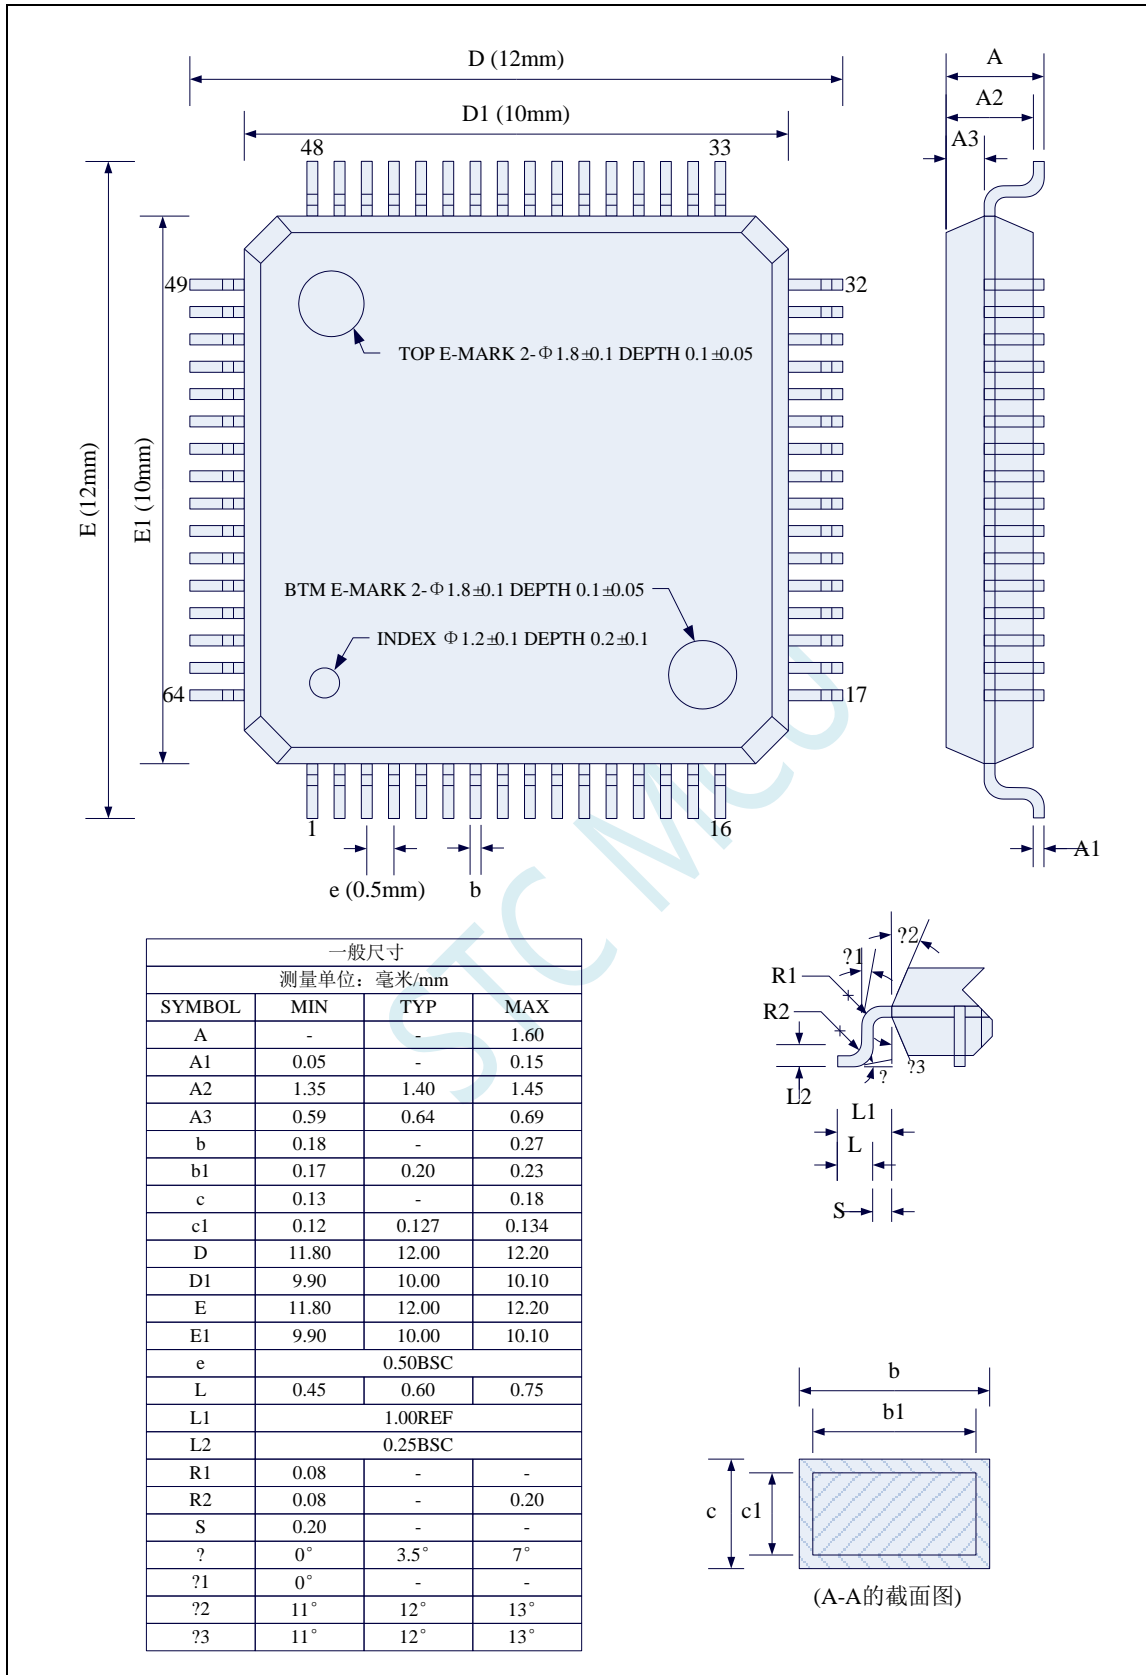 D (12mm)
D1 (10mm)
A
A2
A3
48
33
49
32
TOP E-MARK 2-Φ1.8±0.1 DEPTH 0.1±0.05
E (12mm)
E1 (10mm)
BTM E-MARK 2-Φ1.8±0.1 DEPTH 0.1±0.05
INDEX Φ1.2±0.1 DEPTH 0.2±0.1
64
17
1
16
e (0.5mm)
b
A1
STC MCU
一般尺寸
测量单位：毫米/mm
SYMBOL MIN TYP MAX
A - - 1.60
A1 0.05 - 0.15
A2 1.35 1.40 1.45
A3 0.59 0.64 0.69
b 0.18 - 0.27
b1 0.17 0.20 0.23
c 0.13 - 0.18
c1 0.12 0.127 0.134
D 11.80 12.00 12.20
D1 9.90 10.00 10.10
E 11.80 12.00 12.20
E1 9.90 10.00 10.10
e 0.50BSC
L 0.45 0.60 0.75
L1 1.00REF
L2 0.25BSC
R1 0.08 - -
R2 0.08 - 0.20
S 0.20 - -
? 0° 3.5° 7°
?1 0° - -
?2 11° 12° 13°
?3 11° 12° 13°
?2
?1
R1
R2
?3
?
L2
L1
L
S
b
b1
c
c1
(A-A的截面图)